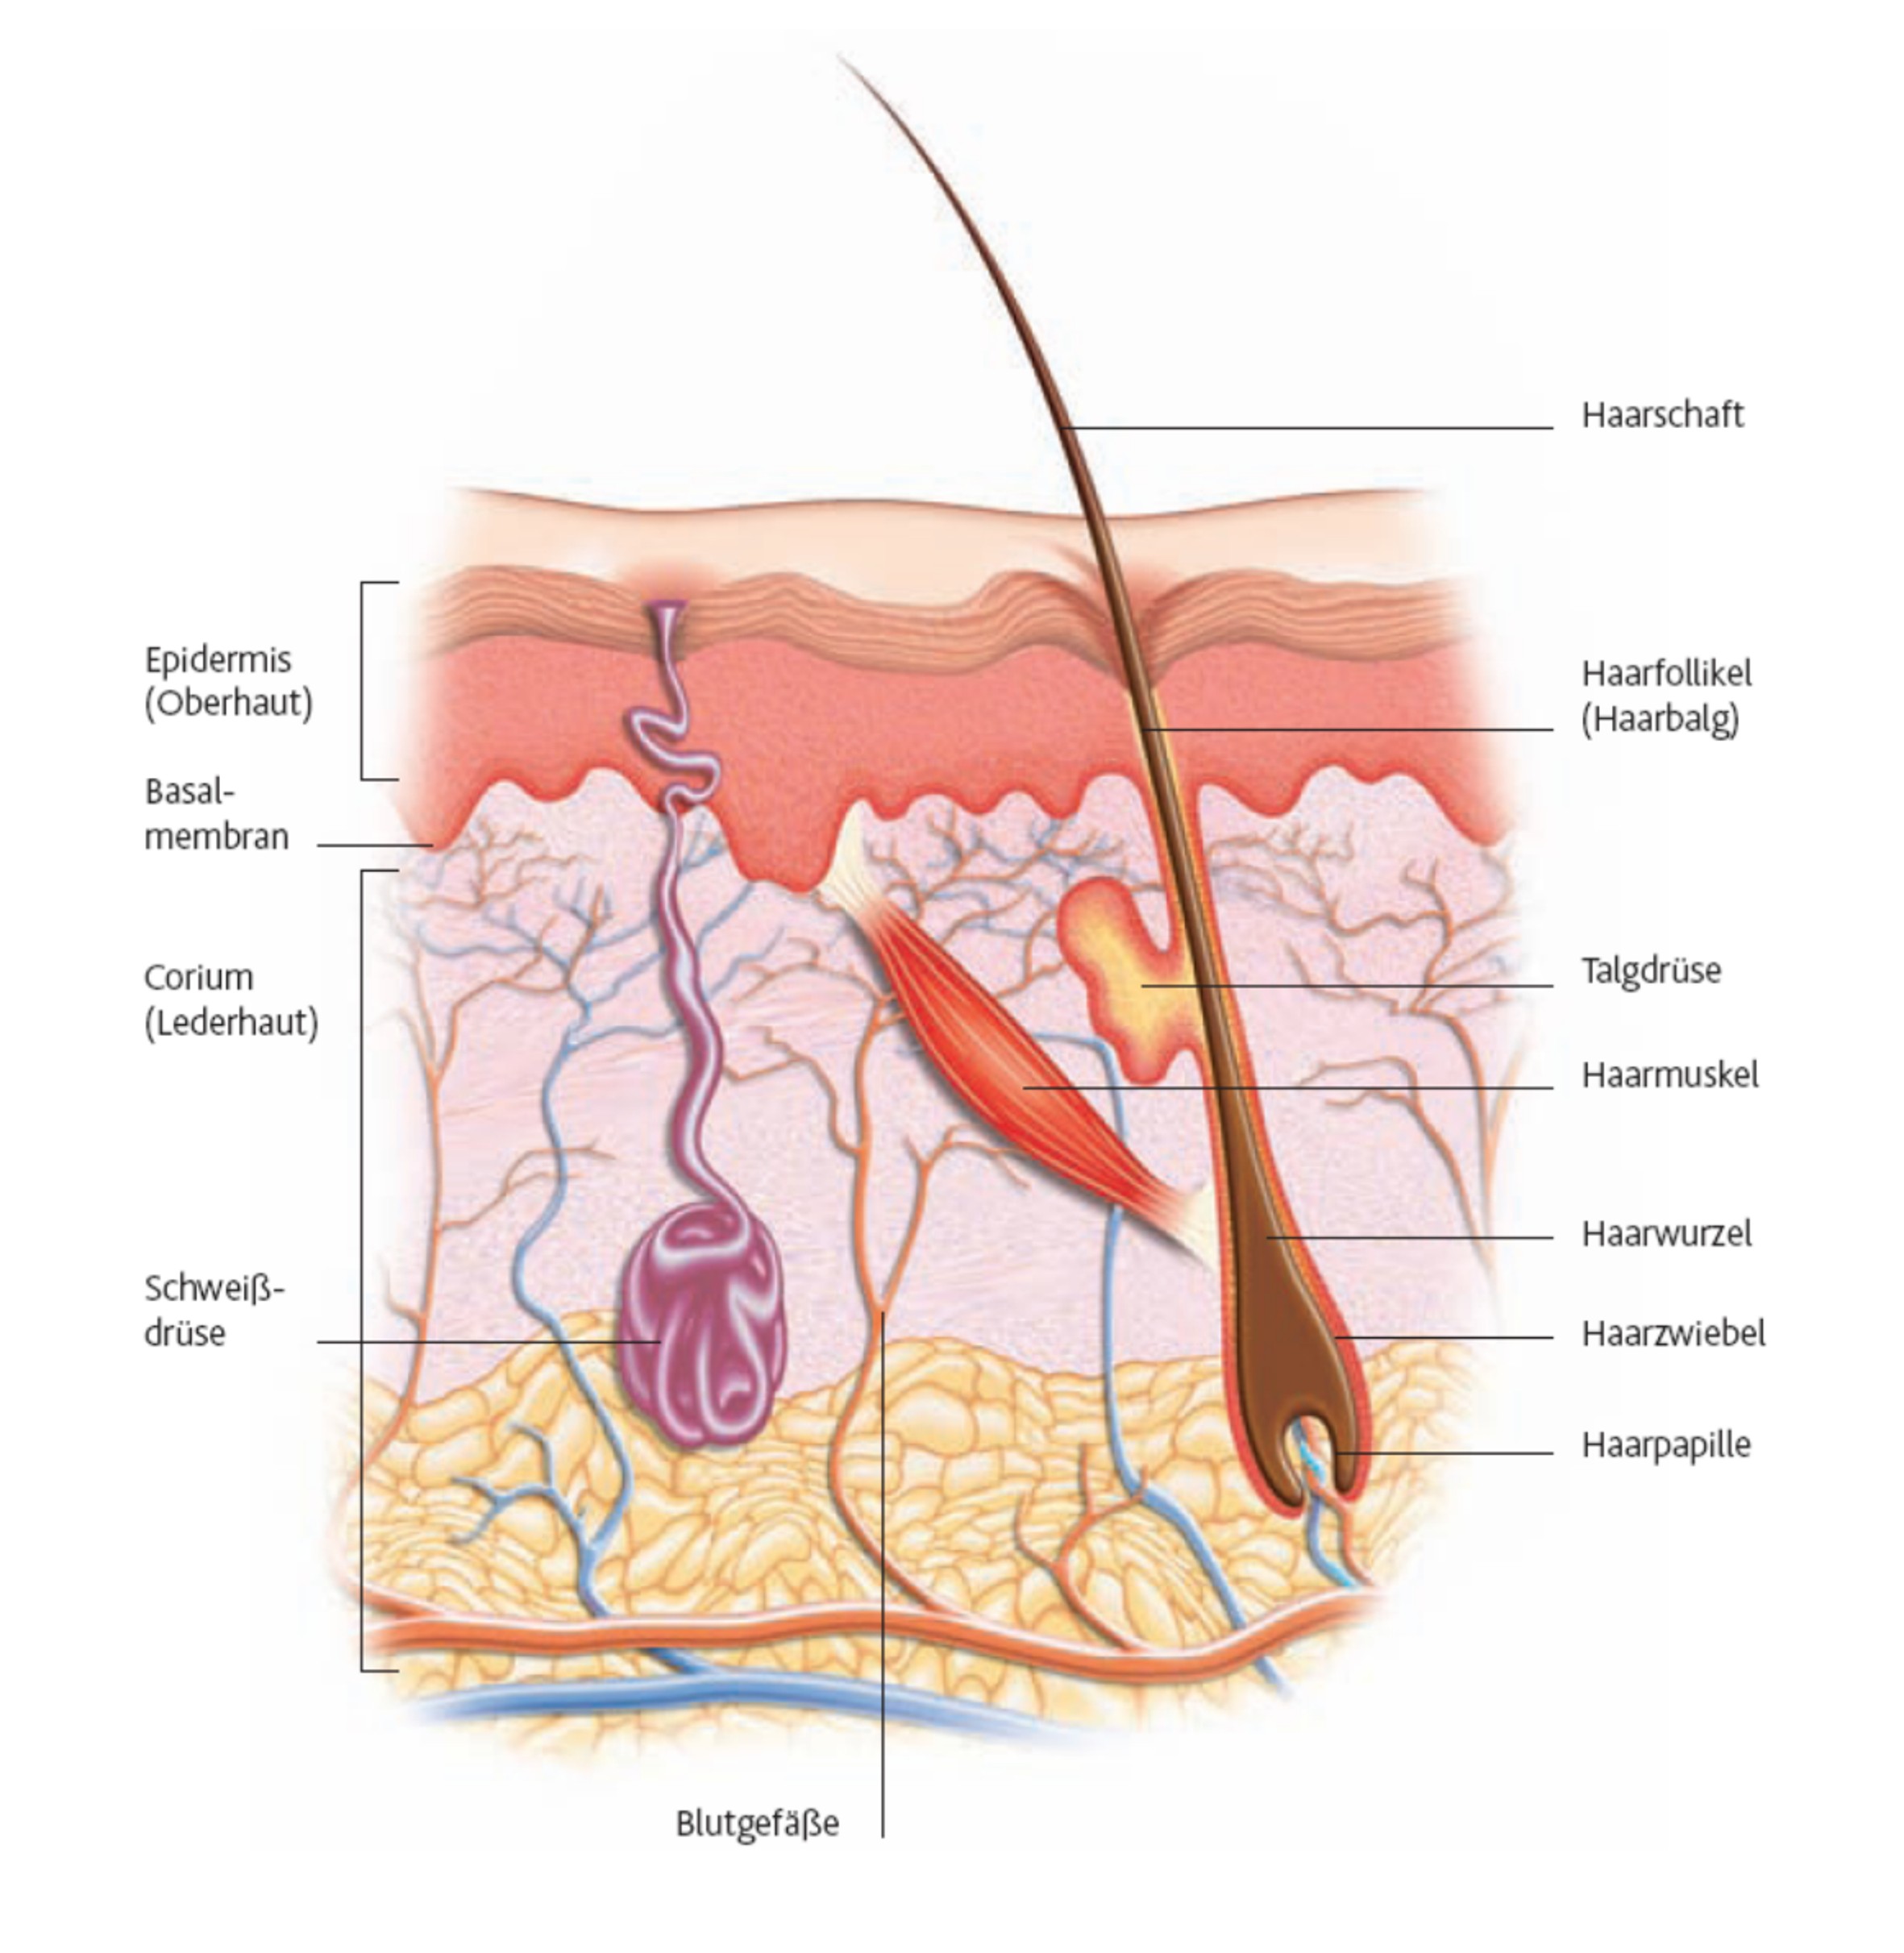 Haarschaft
Epidermis
(Oberhaut)
Haarfollikel
(Haarbalg)
Basal-
membran
Corium
(Lederhaut)
Talgdrüse
Haarmuskel
Haarwurzel
Schweiß-
drüse
Haarzwiebel
Haarpapille
Blutgefäße